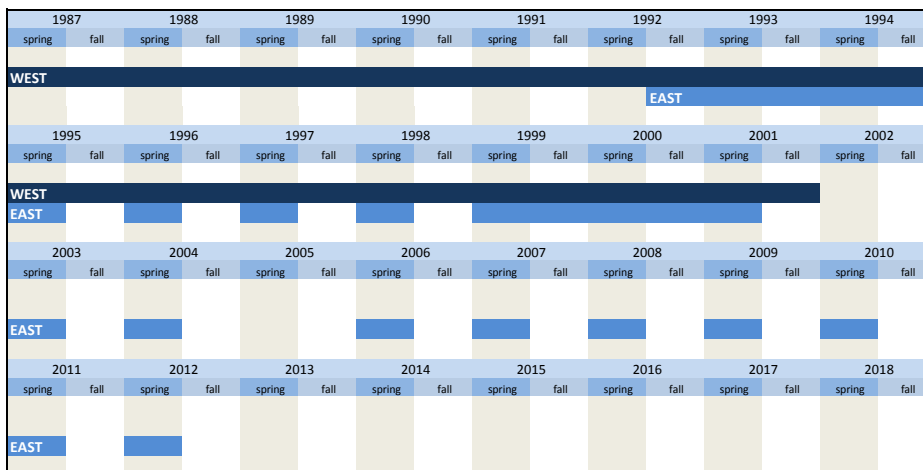 1987 1988 1989 1990 1991 1992 1993 1994
spring fall spring fall spring fall spring fall spring fall spring fall spring fall spring fall
WEST
EAST
1995 1996 1997 1998 1999 2000 2001 2002
spring fall spring fall spring fall spring fall spring fall spring fall spring fall spring fall
WEST
EAST
2003 2004 2005 2006 2007 2008 2009 2010
spring fall spring fall spring fall spring fall spring fall spring fall spring fall spring fall
EAST
2011 2012 2013 2014 2015 2016 2017 2018
spring fall spring fall spring fall spring fall spring fall spring fall spring fall spring fall
EAST